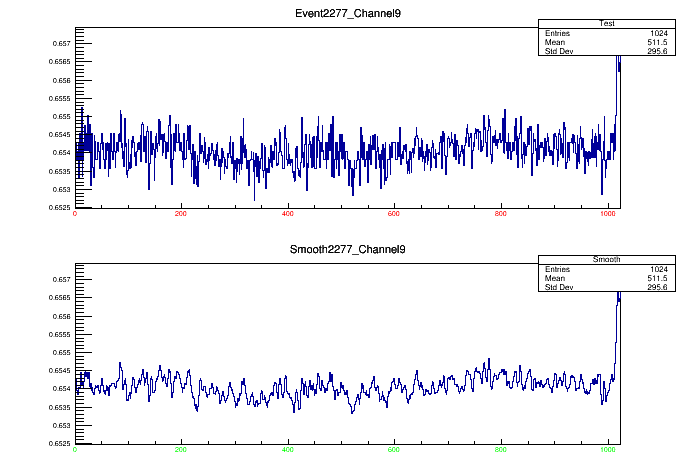 Event2277_Channel9
Test
Entries 1024
Mean 511.5
Std Dev 295.6
0.657
0.6565
0.656
0.6555
0.655
0.6545
0.654
0.6535
0.653
0.6525
0 200 400 600 800 1000
Smooth2277_Channel9
Smooth
Entries 1024
Mean 511.5
Std Dev 295.6
0.657
0.6565
0.656
0.6555
0.655
0.6545
0.654
0.6535
0.653
0.6525
0 200 400 600 800 1000